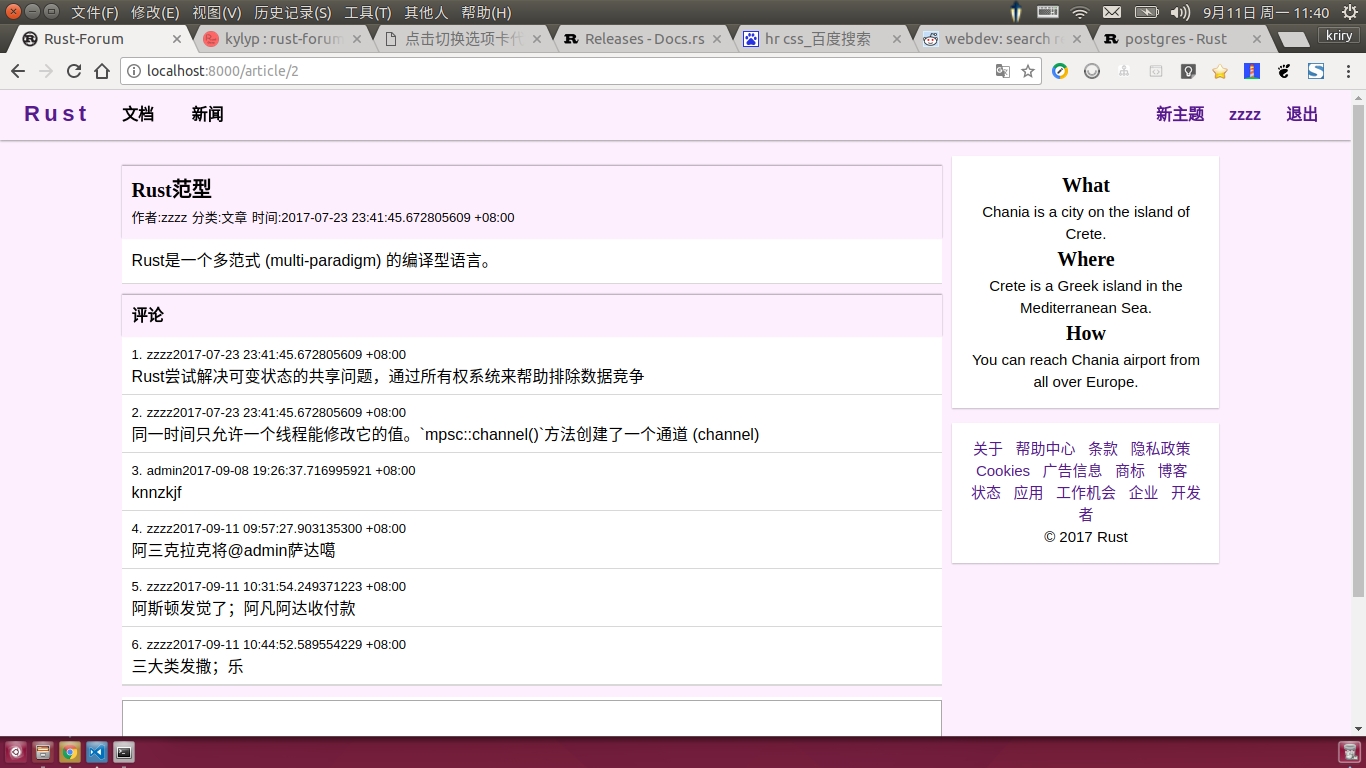 文件(F) 修改(E) 视图(V) 历史记录(S) 工具(T) 其他人 帮助(H) 9月11日 周一 11:40
Rust-Forum kylyp : rust-forum 点击切换选项卡代 Releases - Docs.rs hr css_百度搜索 webdev: search re postgres - Rust kriry
localhost:8000/article/2
Rust 文档 新闻 新主题 zzzz 退出
Rust范型
作者:zzzz 分类:文章 时间:2017-07-23 23:41:45.672805609 +08:00
Rust是一个多范式 (multi-paradigm) 的编译型语言。
评论
1. zzzz2017-07-23 23:41:45.672805609 +08:00
Rust尝试解决可变状态的共享问题，通过所有权系统来帮助排除数据竞争
2. zzzz2017-07-23 23:41:45.672805609 +08:00
同一时间只允许一个线程能修改它的值。`mpsc::channel()`方法创建了一个通道 (channel)
3. admin2017-09-08 19:26:37.716995921 +08:00
knnzkjf
4. zzzz2017-09-11 09:57:27.903135300 +08:00
阿三克拉克将@admin萨达噶
5. zzzz2017-09-11 10:31:54.249371223 +08:00
阿斯顿发觉了；阿凡阿达收付款
6. zzzz2017-09-11 10:44:52.589554229 +08:00
三大类发撒；乐
What
Chania is a city on the island of
Crete.
Where
Crete is a Greek island in the
Mediterranean Sea.
How
You can reach Chania airport from
all over Europe.
关于 帮助中心 条款 隐私政策
Cookies 广告信息 商标 博客
状态 应用 工作机会 企业 开发
者
© 2017 Rust